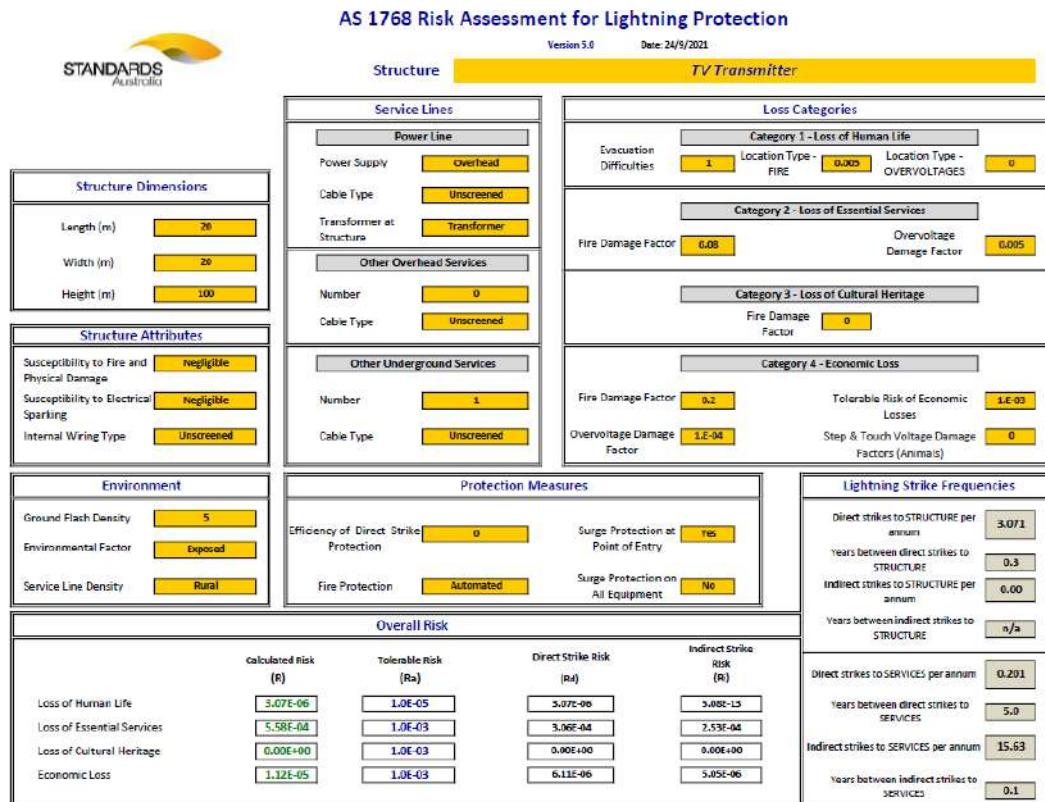 AS 1768 Risk Assessment for Lightning Protection
Version 5.0 Date: 24/9/2021
STANDARDS
Australia
Structure TV Transmitter
Structure Dimensions
Length (m) 20
Width (m) 20
Height (m) 100
Structure Attributes
Susceptibility to Fire and
Physical Damage Negligible
Susceptibility to Electrical
Sparking Negligible
Internal Wiring Type Unscreened
Service Lines
Power Line
Power Supply Overhead
Cable Type Unscreened
Transformer at
Structure Transformer
Other Overhead Services
Number 0
Cable Type Unscreened
Other Underground Services
Number 1
Cable Type Unscreened
Loss Categories
Category 1 - Loss of Human Life
Evacuation
Difficulties 1
Location Type -
FIRE 0.005
Location Type -
OVERVOLTAGES 0
Category 2 - Loss of Essential Services
Fire Damage Factor
Overvoltage
Damage Factor 0.005
Category 3 - Loss of Cultural Heritage
Fire Damage
Factor 0
Category 4 - Economic Loss
Fire Damage Factor 0.2
Tolerable Risk of Economic
Losses 1.E-03
Overvoltage Damage
Factor 1.E-04
Step & Touch Voltage Damage
Factors (Animals) 0
Environment
Ground Flash Density 5
Environmental Factor Exposed
Service Line Density Rural
Protection Measures
Efficiency of Direct Strike
Protection 0
Surge Protection at
Point of Entry Yes
Fire Protection Automated
Surge Protection on
All Equipment No
Lightning Strike Frequencies
Direct strikes to STRUCTURE per
annum 3.071
Years between direct strikes to
STRUCTURE 0.3
Indirect strikes to STRUCTURE per
annum 0.00
Years between indirect strikes to
STRUCTURE n/a
Direct strikes to SERVICES per annum 0.201
Years between direct strikes to
SERVICES 5.0
Indirect strikes to SERVICES per annum 15.63
Years between indirect strikes to
SERVICES 0.1
Overall Risk
Calculated Risk
(R)
Tolerable Risk
(Ra)
Direct Strike Risk
(Rd)
Indirect Strike
Risk
(Ri)
Loss of Human Life 3.07E-06 1.0E-05 3.07E-06
Loss of Essential Services 5.58E-04 1.0E-03 3.06E-04 2.53E-04
Loss of Cultural Heritage 0.00E+00 1.0E-03 0.00E+00 0.00E+00
Economic Loss 1.12E-05 1.0E-03 6.11E-06 5.05E-06